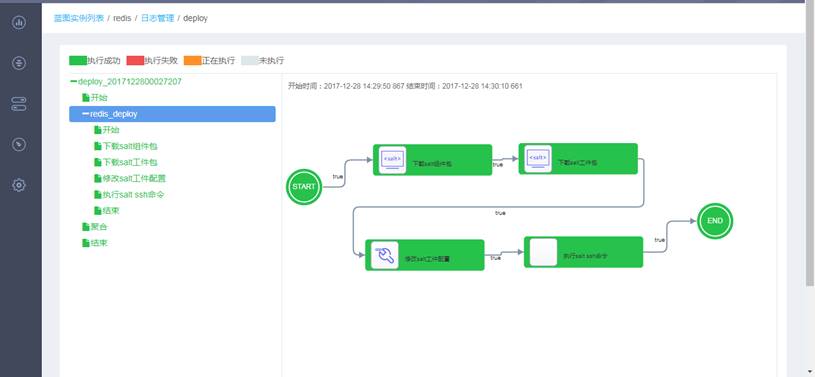 蓝图实例列表 / redis / 日志管理 / deploy
执行成功 执行失败 正在执行 未执行
deploy_2017122800027207
开始
redis_deploy
开始
下载salt组件包
下载salt工件包
修改salt工件配置
执行salt ssh命令
结束
聚合
结束
开始时间：2017-12-28 14:29:50 867 结束时间：2017-12-28 14:30:10 661
START
true
<salt>
下载salt组件包
true
<salt>
下载salt工件包
true
修改salt工件配置
true
执行salt ssh命令
true
END